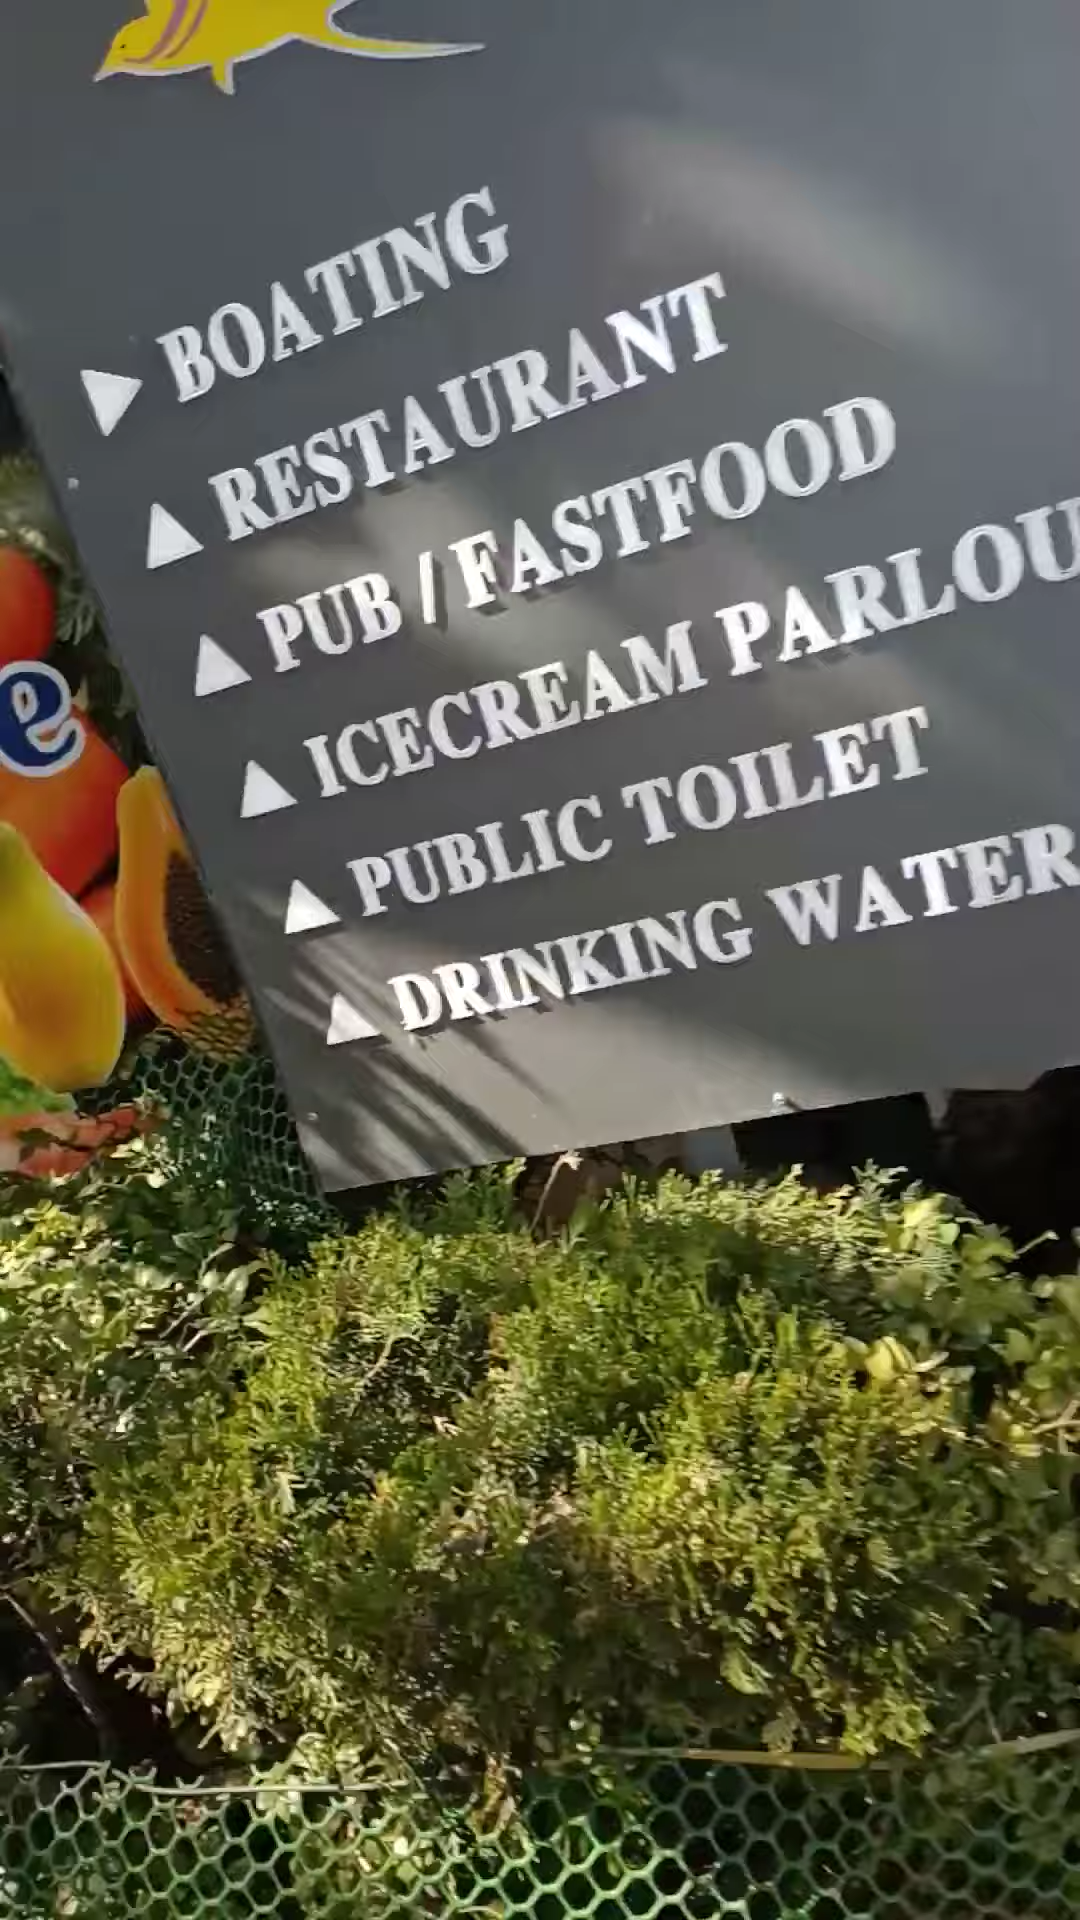 BOATING
RESTAURANT
PUB / FASTFOOD
ICECREAM PARLOU
PUBLIC TOILET
DRINKING WATER
e